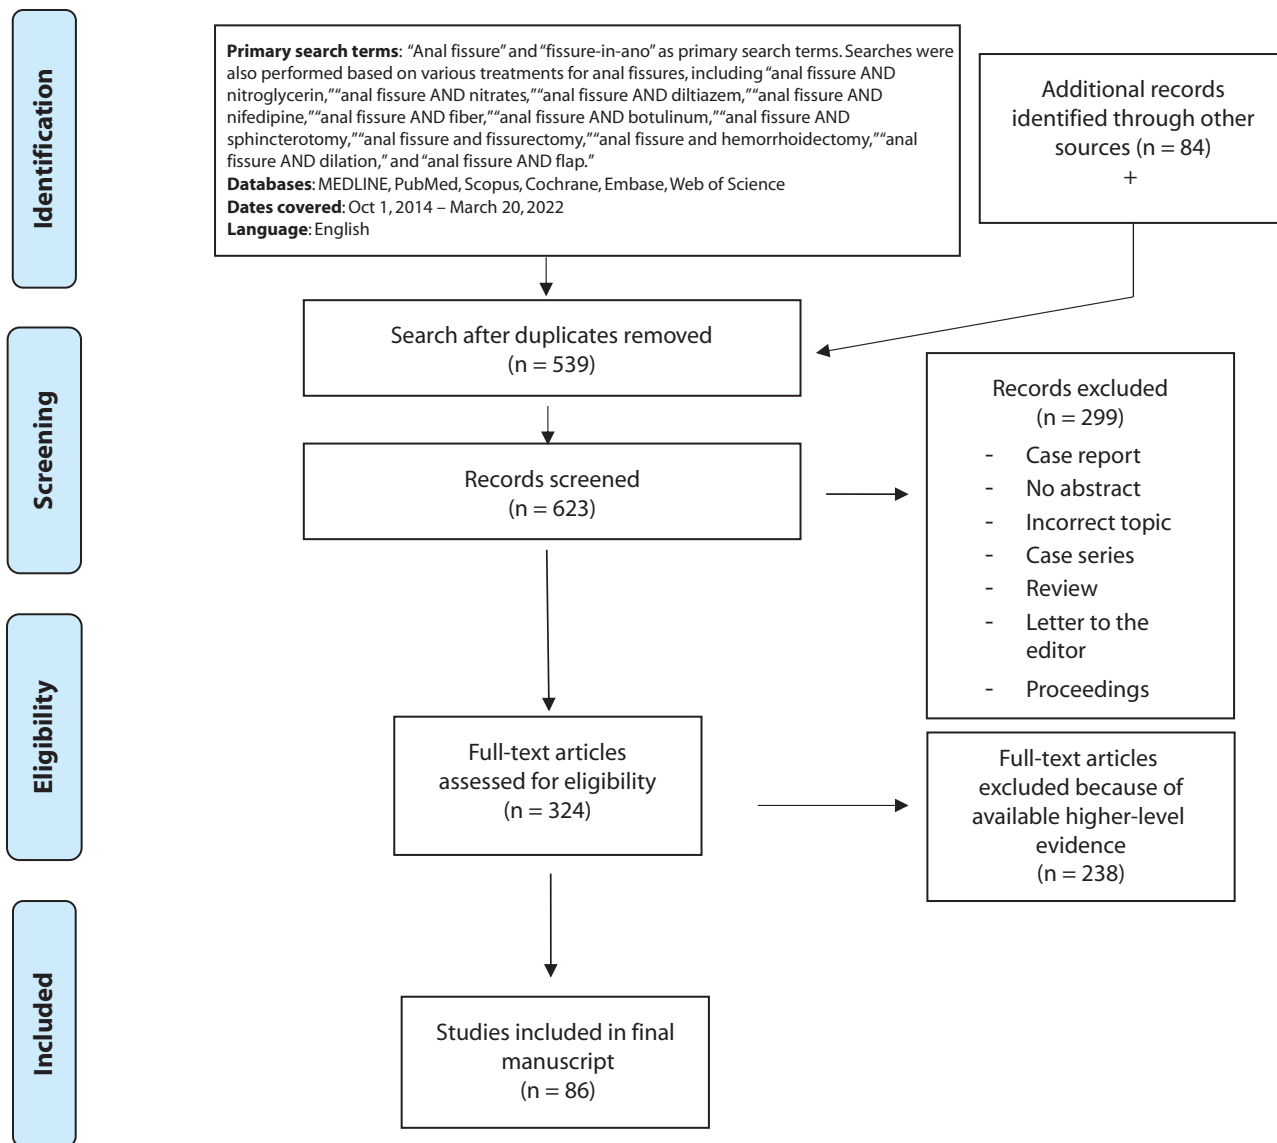 Identification
Primary search terms: “Anal fissure” and “fissure-in-ano” as primary search terms. Searches were
also performed based on various treatments for anal fissures, including “anal fissure AND
nitroglycerin,” “anal fissure AND nitrates,” “anal fissure AND diltiazem,” “anal fissure AND
nifedipine,” “anal fissure AND fiber,” “anal fissure AND botulinum,” “anal fissure AND
sphincterotomy,” “anal fissure and fissurectomy,” “anal fissure and hemorrhoidectomy,” “anal
fissure AND dilation,” and “anal fissure AND flap.”
Databases: MEDLINE, PubMed, Scopus, Cochrane, Embase, Web of Science
Dates covered: Oct 1, 2014 – March 20, 2022
Language: English
Additional records
identified through other
sources (n = 84)
+
Screening
Search after duplicates removed
(n = 539)
Records screened
(n = 623)
Records excluded
(n = 299)
- Case report
- No abstract
- Incorrect topic
- Case series
- Review
- Letter to the
editor
- Proceedings
Eligibility
Full-text articles
assessed for eligibility
(n = 324)
Full-text articles
excluded because of
available higher-level
evidence
(n = 238)
Included
Studies included in final
manuscript
(n = 86)